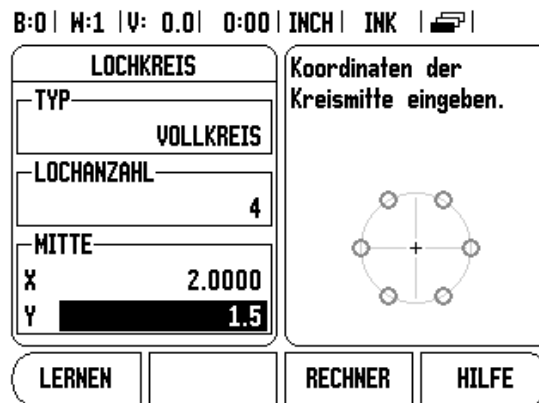 B:0 | W:1 | V: 0.0 | 0:00 | INCH | INK |
LOCHKREIS
TYP
VOLLKREIS
LOCHANZAHL
4
MITTE
X 2.0000
Y 1.5
Koordinaten der
Kreismitte eingeben.
LERNEN
RECHNER
HILFE